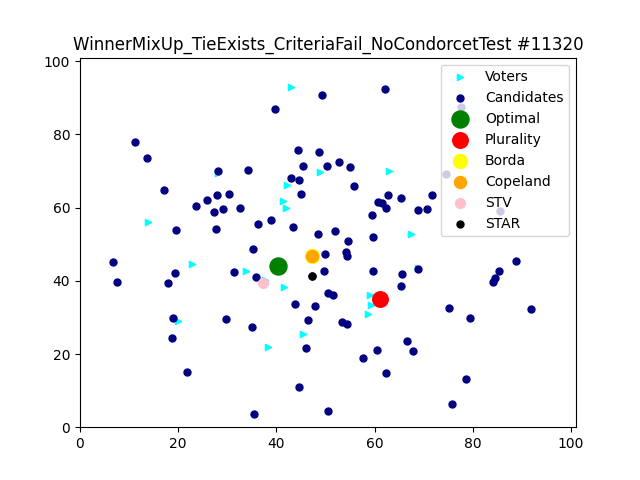 WinnerMixUp_TieExists_CriteriaFail_NoCondorcetTest #11320
100
80
60
40
20
0
0 20 40 60 80 100
Voters
Candidates
Optimal
Plurality
Borda
Copeland
STV
STAR